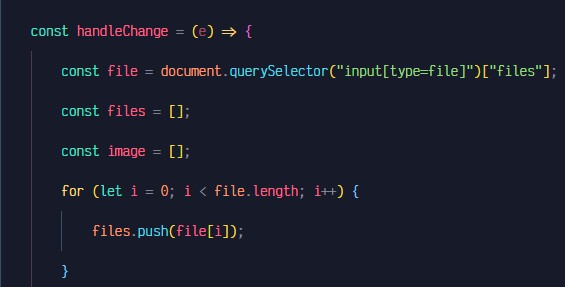 const handleChange = (e) => {
const file = document.querySelector("input[type=file]")["files"];
const files = [];
const image = [];
for (let i = 0; i < file.length; i++) {
files.push(file[i]);
}